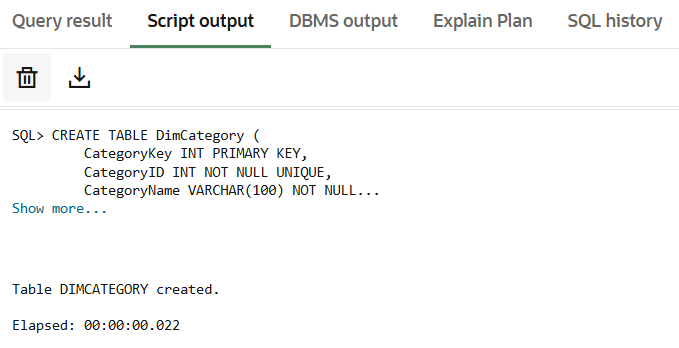 Query result Script output DBMS output Explain Plan SQL history
SQL> CREATE TABLE DimCategory (
CategoryKey INT PRIMARY KEY,
CategoryID INT NOT NULL UNIQUE,
CategoryName VARCHAR(100) NOT NULL...
Show more...
Table DIMCATEGORY created.
Elapsed: 00:00:00.022